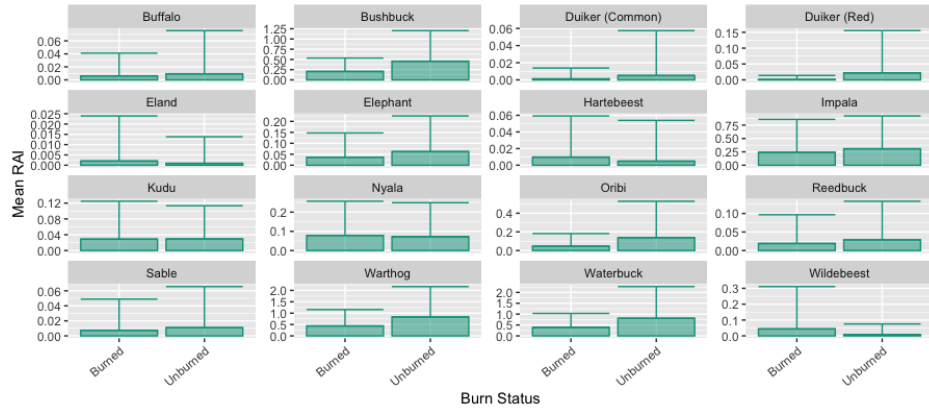 Buffalo Bushbuck Duiker (Common) Duiker (Red)
0.06 0.04 0.02 0.00
1.25 1.00 0.75 0.50 0.25 0.00
0.06 0.04 0.02 0.00
0.15 0.10 0.05 0.00
Eland Elephant Hartebeest Impala
0.025 0.020 0.015 0.010 0.005 0.000
0.20 0.15 0.10 0.05 0.00
0.06 0.04 0.02 0.00
0.75 0.50 0.25 0.00
Mean RAI
Kudu Nyala Oribi Reedbuck
0.12 0.08 0.04 0.00
0.2 0.1 0.0
0.4 0.2 0.0
0.10 0.05 0.00
Sable Warthog Waterbuck Wildebeest
0.06 0.04 0.02 0.00
2.0 1.5 1.0 0.5 0.0
2.0 1.5 1.0 0.5 0.0
0.3 0.2 0.1 0.0
Burned Unburned Burned Unburned Burned Unburned Burned Unburned
Burn Status